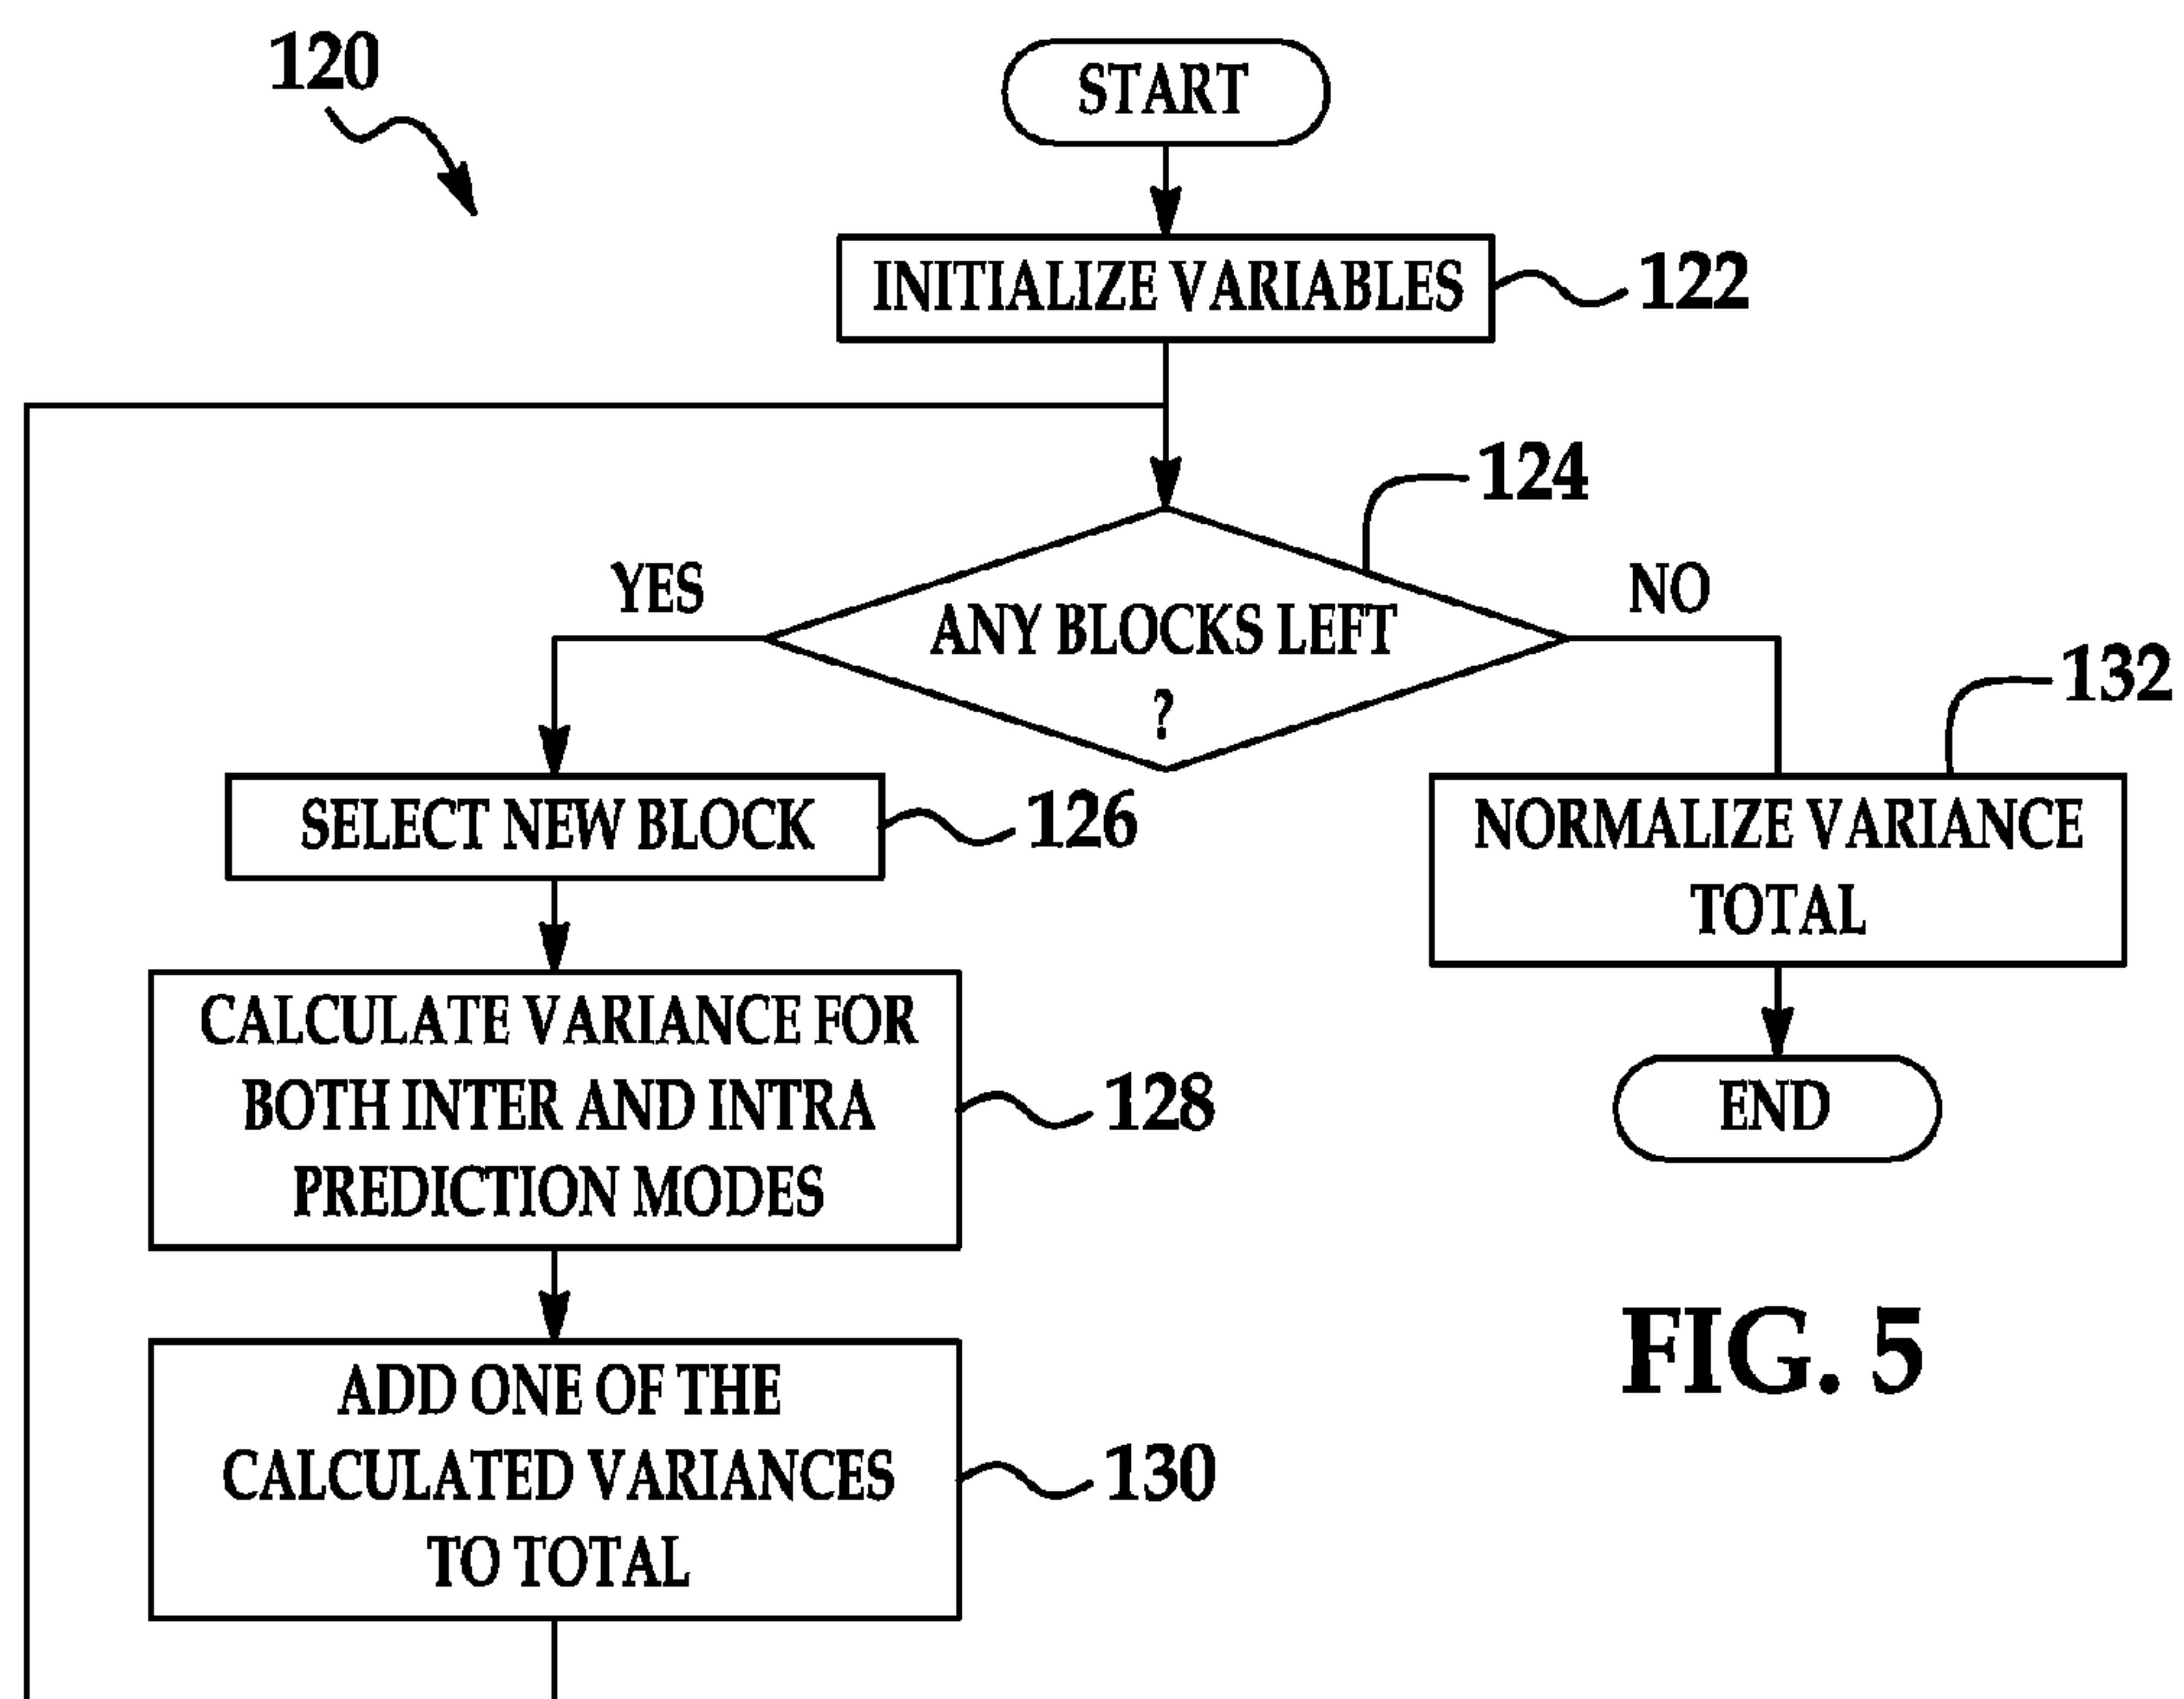 120
START
INITIALIZE VARIABLES
122
124
YES
ANY BLOCKS LEFT
?
NO
132
SELECT NEW BLOCK
126
NORMALIZE VARIANCE
TOTAL
CALCULATE VARIANCE FOR
BOTH INTER AND INTRA
PREDICTION MODES
128
END
ADD ONE OF THE
CALCULATED VARIANCES
TO TOTAL
130
FIG. 5